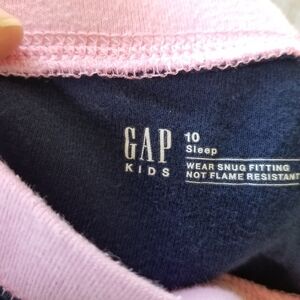 GAP
KIDS
10
Sleep
WEAR SNUG FITTING
NOT FLAME RESISTANT